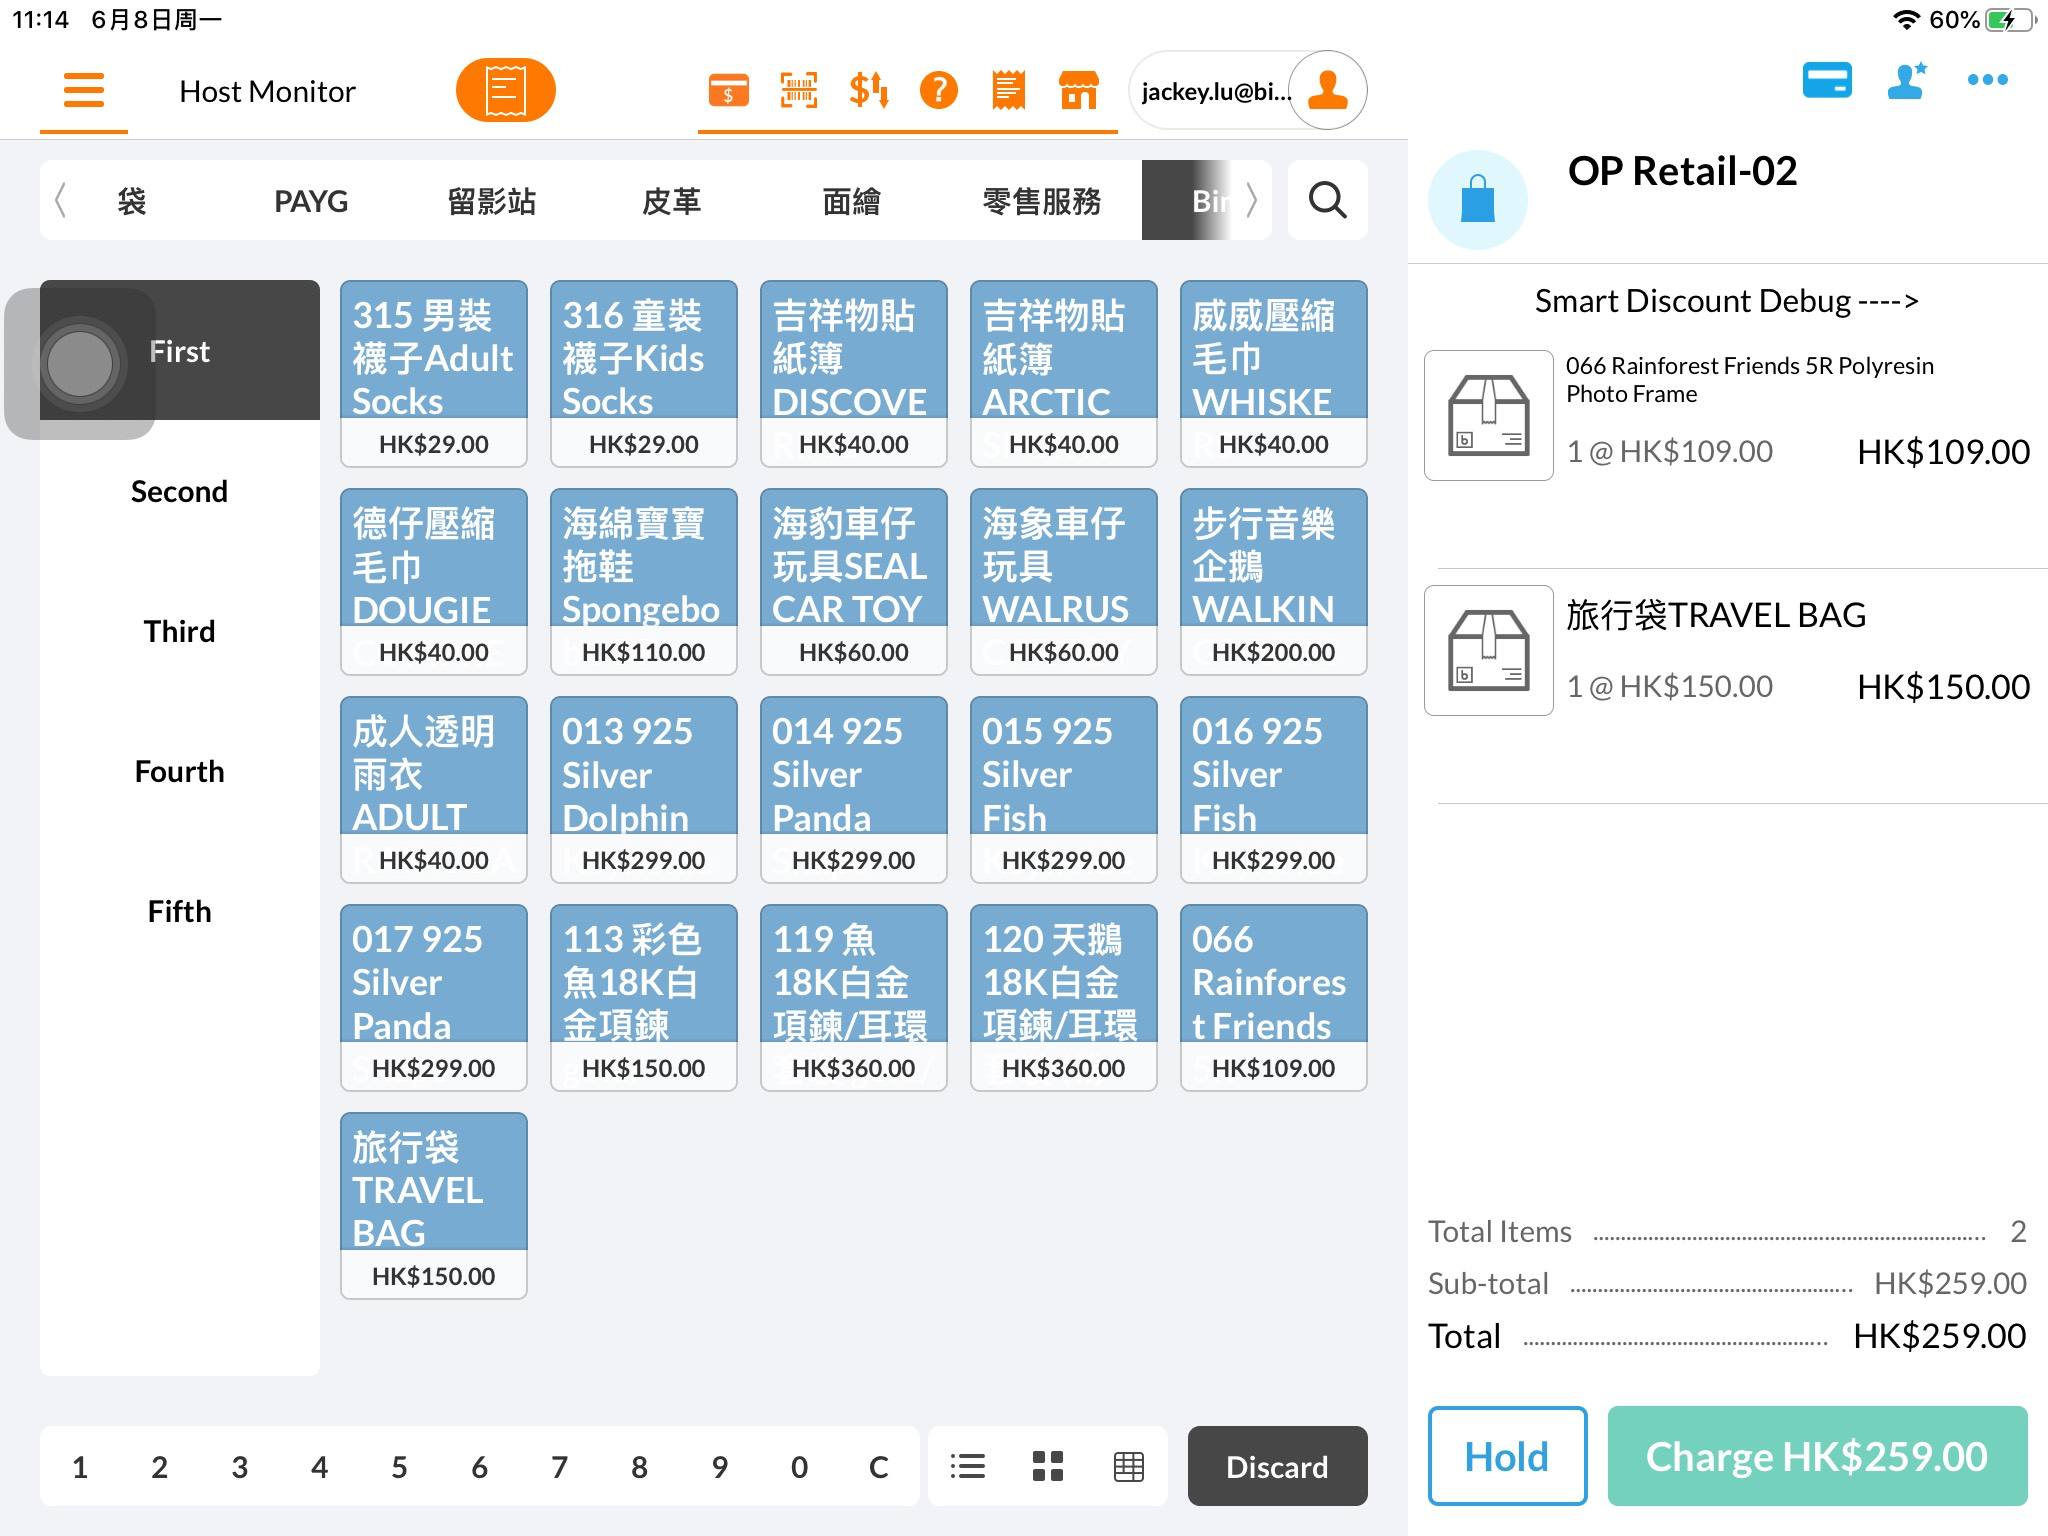 11:14 6月8日周一
60%
Host Monitor
jackey.lu@bi...
袋
PAYG
留影站
皮革
面繪
零售服務
Bin
First
Second
Third
Fourth
Fifth
315 男裝
襪子Adult
Socks
HK$29.00
316 童裝
襪子Kids
Socks
HK$29.00
吉祥物貼
紙簿
DISCOVE
HK$40.00
吉祥物貼
紙簿
ARCTIC
HK$40.00
威威壓縮
毛巾
WHISKE
HK$40.00
德仔壓縮
毛巾
DOUGIE
HK$40.00
海綿寶寶
拖鞋
Spongebo
HK$110.00
海豹車仔
玩具SEAL
CAR TOY
HK$60.00
海象車仔
玩具
WALRUS
HK$60.00
步行音樂
企鵝
WALKIN
HK$200.00
成人透明
雨衣
ADULT
HK$40.00
013 925
Silver
Dolphin
HK$299.00
014 925
Silver
Panda
HK$299.00
015 925
Silver
Fish
HK$299.00
016 925
Silver
Fish
HK$299.00
017 925
Silver
Panda
HK$299.00
113 彩色
魚18K白
金項鍊
HK$150.00
119 魚
18K白金
項鍊/耳環
HK$360.00
120 天鵝
18K白金
項鍊/耳環
HK$360.00
066
Rainfores
t Friends
HK$109.00
旅行袋
TRAVEL
BAG
HK$150.00
1 2 3 4 5 6 7 8 9 0 C
Discard
OP Retail-02
Smart Discount Debug ---->
066 Rainforest Friends 5R Polyresin
Photo Frame
1 @ HK$109.00 HK$109.00
旅行袋TRAVEL BAG
1 @ HK$150.00 HK$150.00
Total Items 2
Sub-total HK$259.00
Total HK$259.00
Hold
Charge HK$259.00